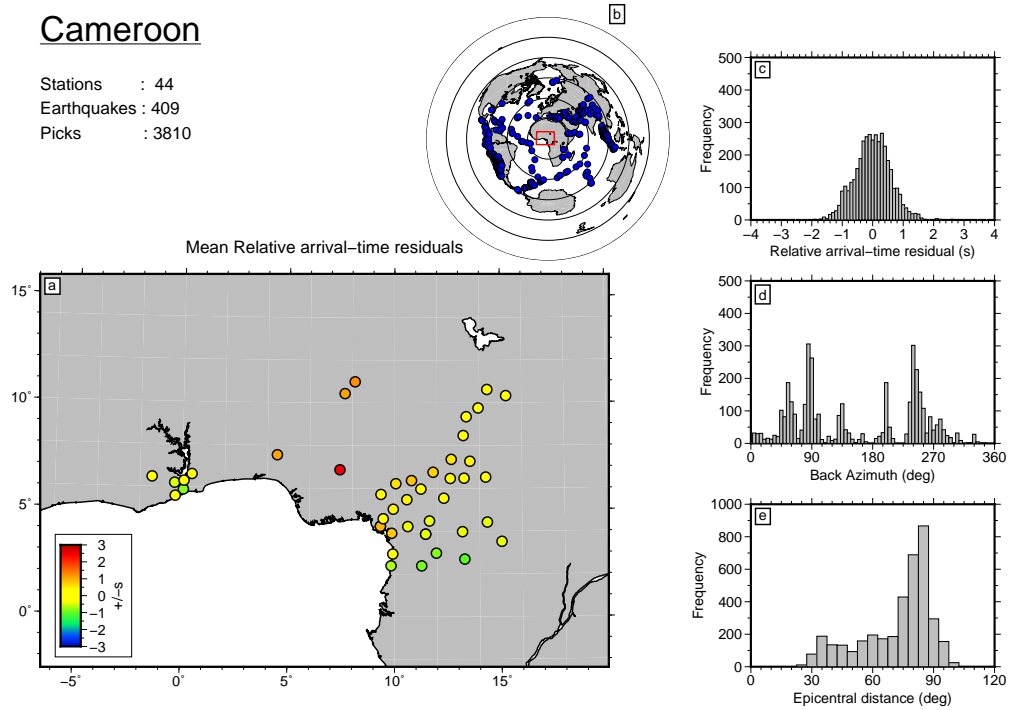 Cameroon
Stations : 44
Earthquakes : 409
Picks : 3810
b
Mean Relative arrival−time residuals
a
15˚
10˚
5˚
0˚
−5˚ 0˚ 5˚ 10˚ 15˚
3
2
1
0
−1
−2
−3
+/−s
c
500
400
300
200
100
0
Frequency
−4 −3 −2 −1 0 1 2 3 4
Relative arrival−time residual (s)
d
500
400
300
200
100
0
Frequency
0 90 180 270 360
Back Azimuth (deg)
e
1000
800
600
400
200
0
Frequency
0 30 60 90 120
Epicentral distance (deg)